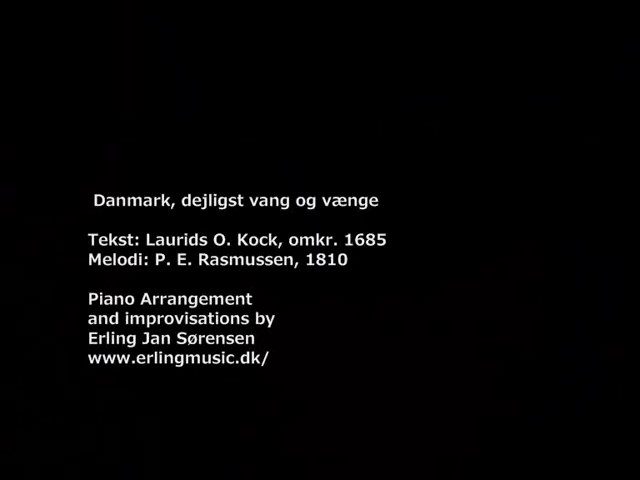 Danmark, dejligst vang og vænge
Tekst: Laurids O. Kock, omkr. 1685
Melodi: P. E. Rasmussen, 1810
Piano Arrangement
and improvisations by
Erling Jan Sørensen
www.erlingmusic.dk/